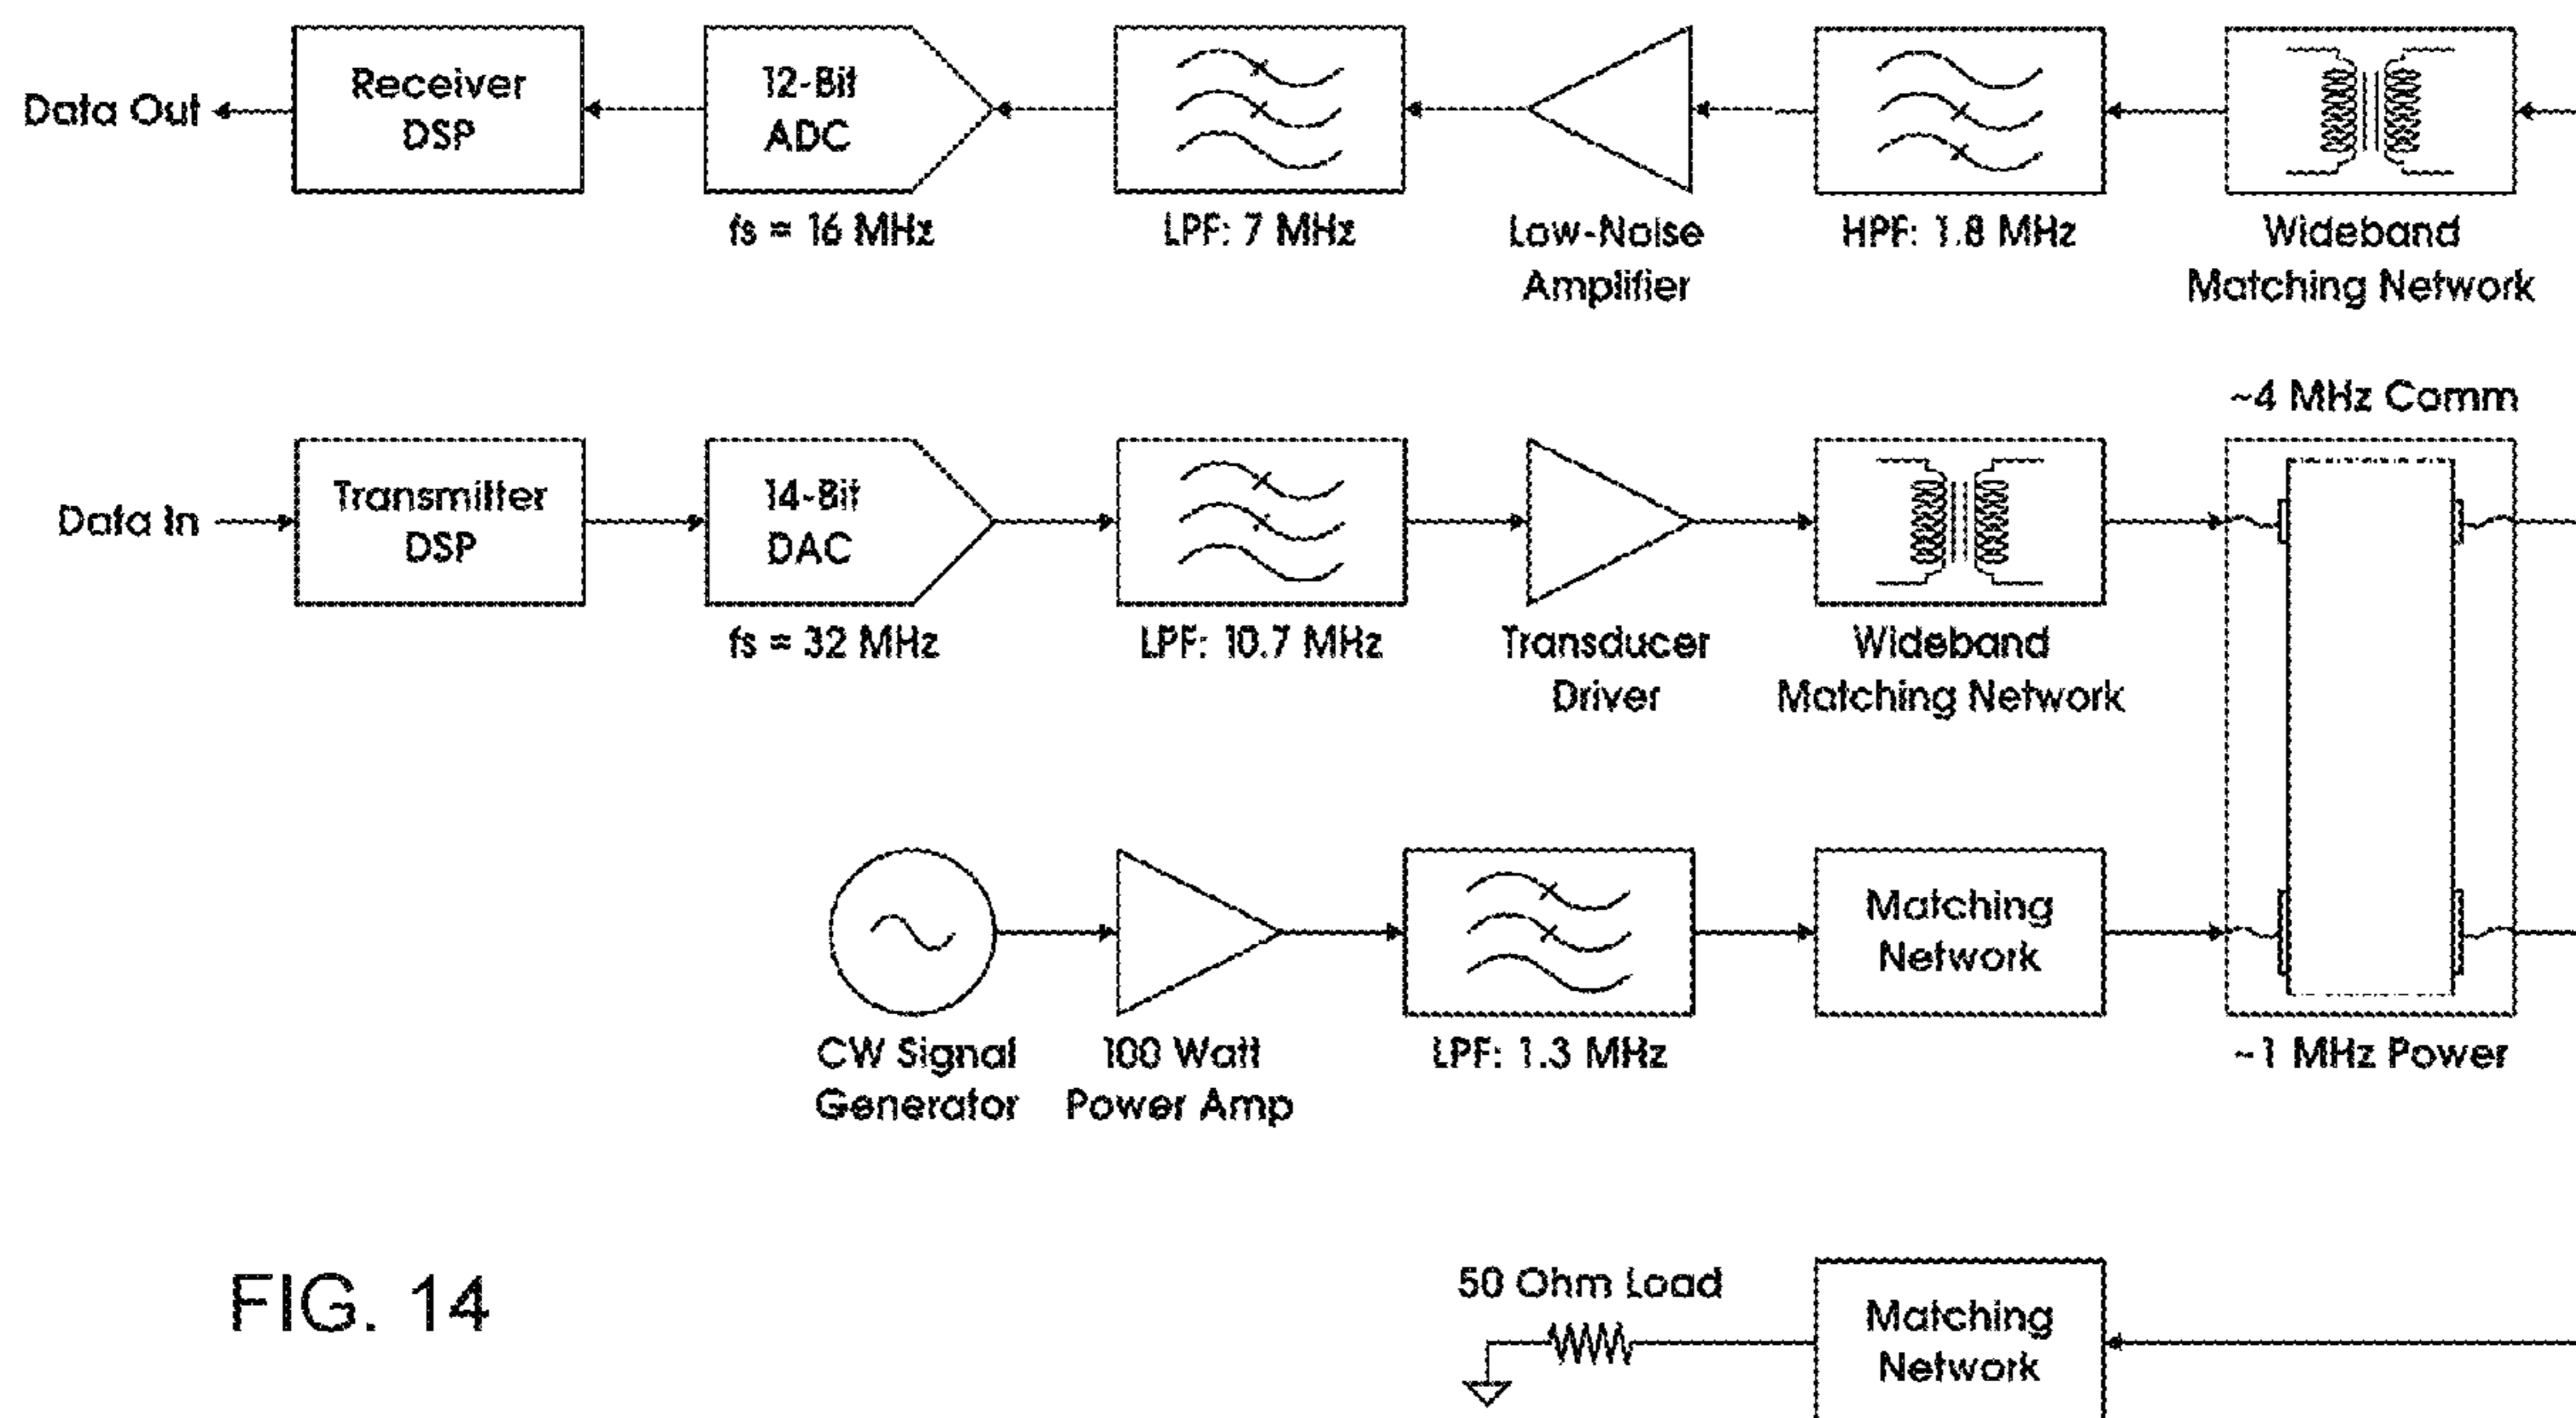 Data Out
Receiver
DSP
12-Bit
ADC
fs = 16 MHz
LPF: 7 MHz
Low-Noise
Amplifier
HPF: 1.8 MHz
Wideband
Matching Network
Data In
Transmitter
DSP
14-Bit
DAC
fs = 32 MHz
LPF: 10.7 MHz
Transducer
Driver
Wideband
Matching Network
~4 MHz Comm
CW Signal
Generator
100 Watt
Power Amp
LPF: 1.3 MHz
Matching
Network
~1 MHz Power
FIG. 14
50 Ohm Load
Matching
Network